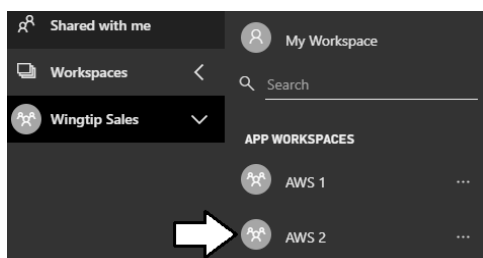 Shared with me
Workspaces
Wingtip Sales
My Workspace
Search
APP WORKSPACES
AWS 1
AWS 2